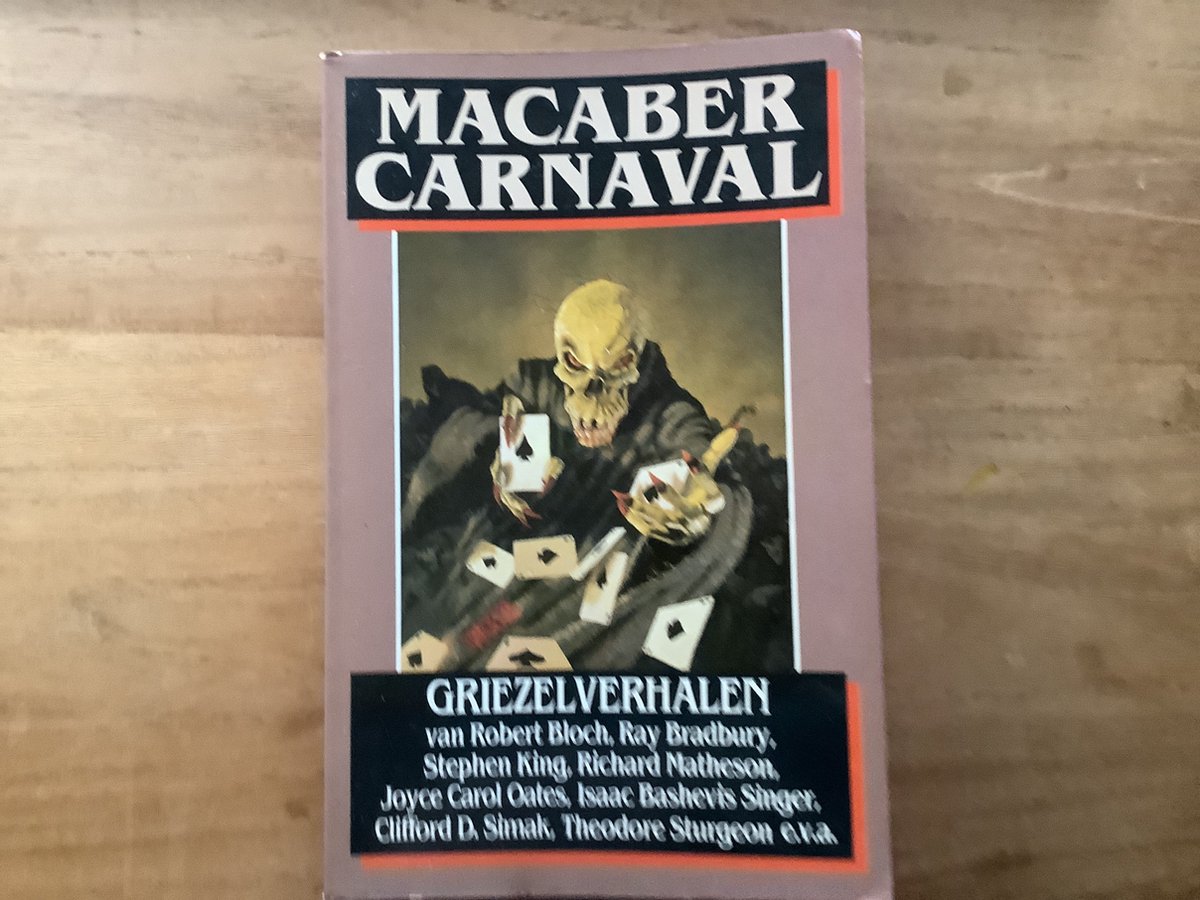 MACABER
CARNAVAL
GRIEZELVERHALEN
van Robert Bloch, Ray Bradbury,
Stephen King, Richard Matheson,
Joyce Carol Oates, Isaac Bashevis Singer,
Clifford D. Simak, Theodore Sturgeon e.v.a.